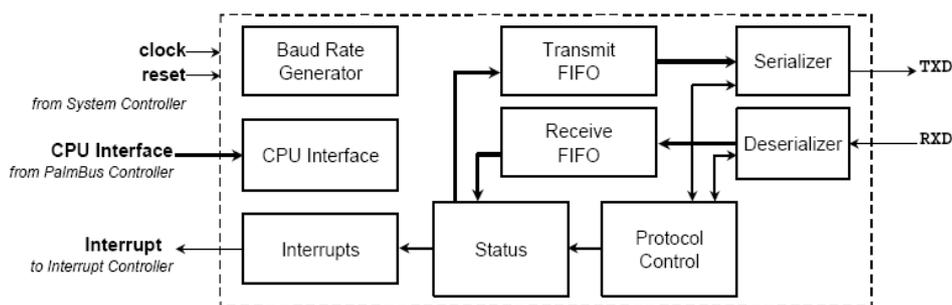 clock
reset
from System Controller
CPU Interface
from PalmBus Controller
Interrupt
to Interrupt Controller
Baud Rate
Generator
CPU Interface
Interrupts
Transmit
FIFO
Receive
FIFO
Status
Serializer
Deserializer
Protocol
Control
TXD
RXD